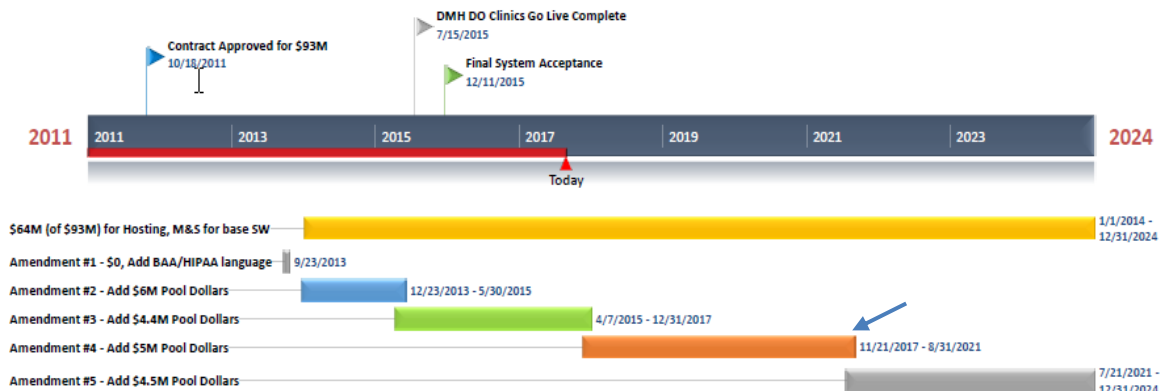 DMH DO Clinics Go Live Complete
7/15/2015
Contract Approved for $93M
10/18/2011
Final System Acceptance
12/11/2015
2011 2011 2013 2015 2017 2019 2021 2023 2024
Today
$64M (of $93M) for Hosting, M&S for base SW 1/1/2014 -
12/31/2024
Amendment #1 - $0, Add BAA/HIPAA language 9/23/2013
Amendment #2 - Add $6M Pool Dollars 12/23/2013 - 5/30/2015
Amendment #3 - Add $4.4M Pool Dollars 4/7/2015 - 12/31/2017
Amendment #4 - Add $5M Pool Dollars 11/21/2017 - 8/31/2021
Amendment #5 - Add $4.5M Pool Dollars 7/21/2021 -
12/31/2024